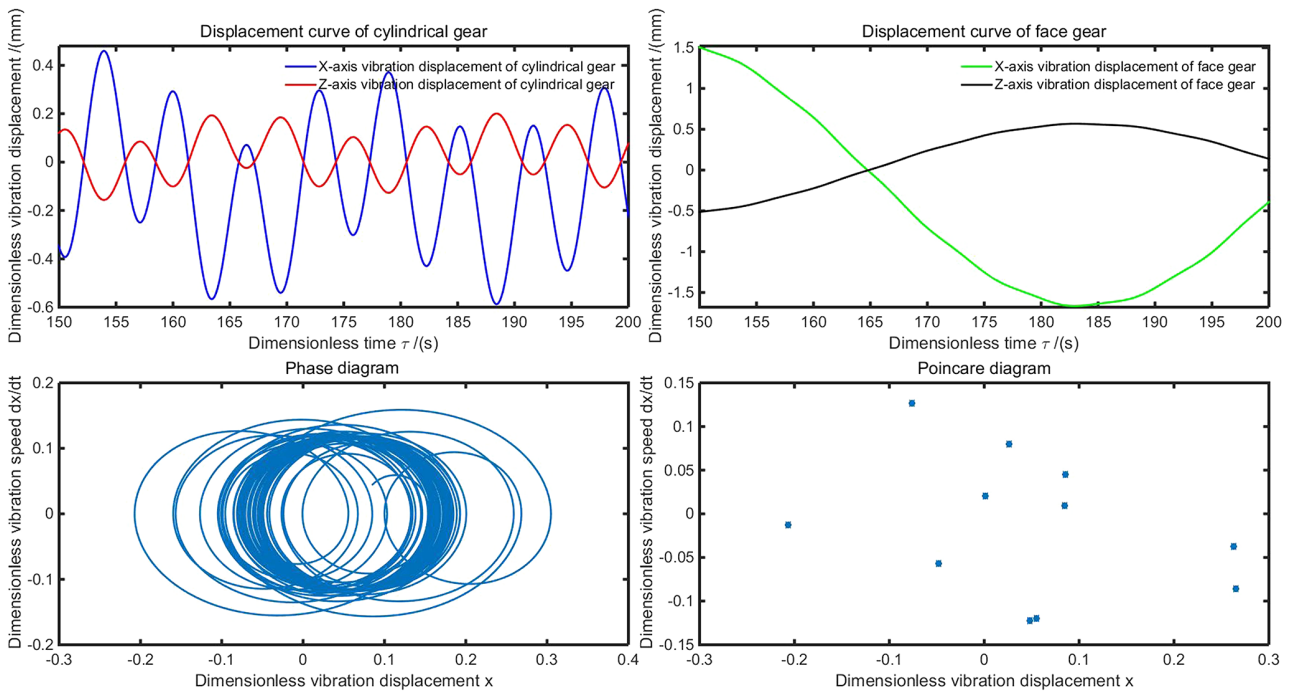 Displacement curve of cylindrical gear
Dimensionless vibration displacement /(mm)
0.4
0.2
0
-0.2
-0.4
-0.6
X-axis vibration displacement of cylindrical gear
Z-axis vibration displacement of cylindrical gear
150 155 160 165 170 175 180 185 190 195 200
Dimensionless time τ /(s)
Displacement curve of face gear
Dimensionless vibration displacement /(mm)
1.5
1
0.5
0
-0.5
-1
-1.5
X-axis vibration displacement of face gear
Z-axis vibration displacement of face gear
150 155 160 165 170 175 180 185 190 195 200
Dimensionless time τ /(s)
Phase diagram
Dimensionless vibration speed dx/dt
0.2
0.1
0
-0.1
-0.2
-0.3 -0.2 -0.1 0 0.1 0.2 0.3 0.4
Dimensionless vibration displacement x
Poincare diagram
Dimensionless vibration speed dx/dt
0.15
0.1
0.05
0
-0.05
-0.1
-0.15
-0.3 -0.2 -0.1 0 0.1 0.2 0.3
Dimensionless vibration displacement x